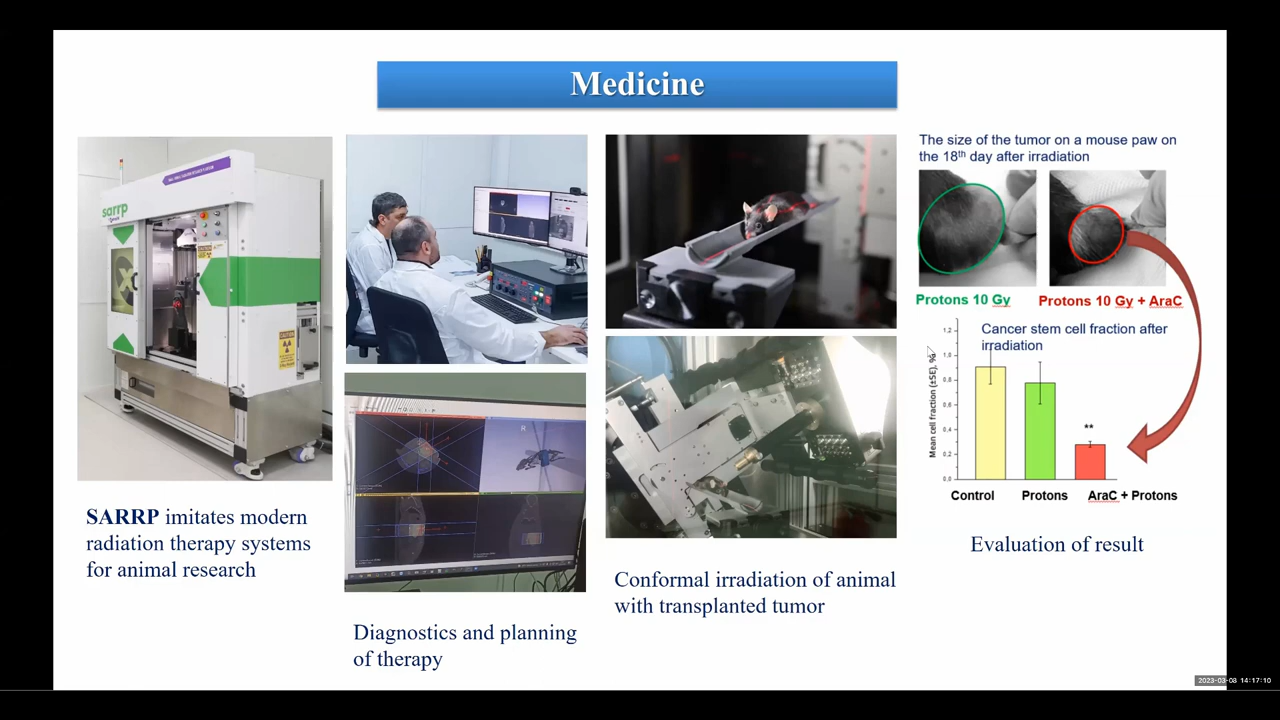 Medicine
sarrp
SARRP imitates modern
radiation therapy systems
for animal research
Diagnostics and planning
of therapy
Conformal irradiation of animal
with transplanted tumor
The size of the tumor on a mouse paw on
the 18th day after irradiation
Protons 10 Gy
Protons 10 Gy + AraC
Cancer stem cell fraction after
irradiation
Mean cell fraction (±SE), %
1,2
1,0
0,8
0,6
0,4
0,2
0,0
**
Control
Protons
AraC + Protons
Evaluation of result
2023-03-03 14:17:10